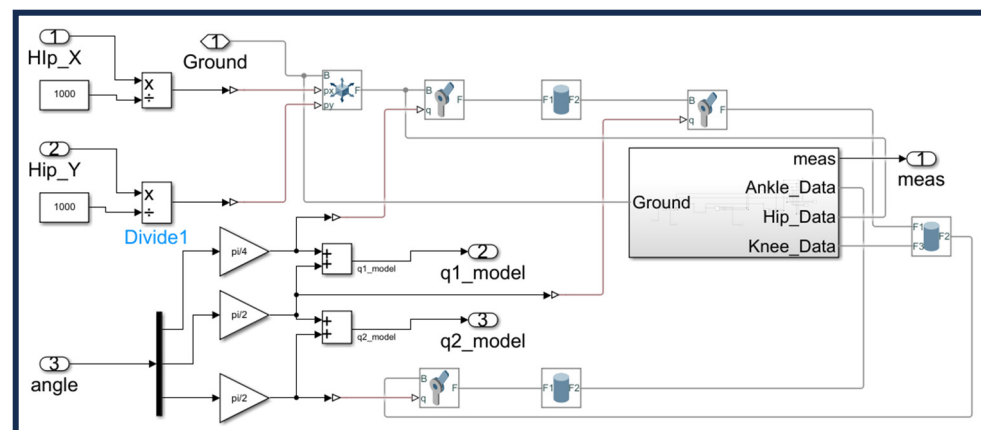 1
HIp_X
1000
X
÷
1
Ground
B
px
py
F
B
q
F
F1
F2
B
q
F
2
Hip_Y
1000
X
÷
Divide1
Ground
meas
Ankle_Data
Hip_Data
Knee_Data
1
meas
F1
F3
F2
pi/4
+
+
q1_model
2
q1_model
pi/2
+
+
q2_model
3
q2_model
3
angle
pi/2
B
q
F
F1
F2